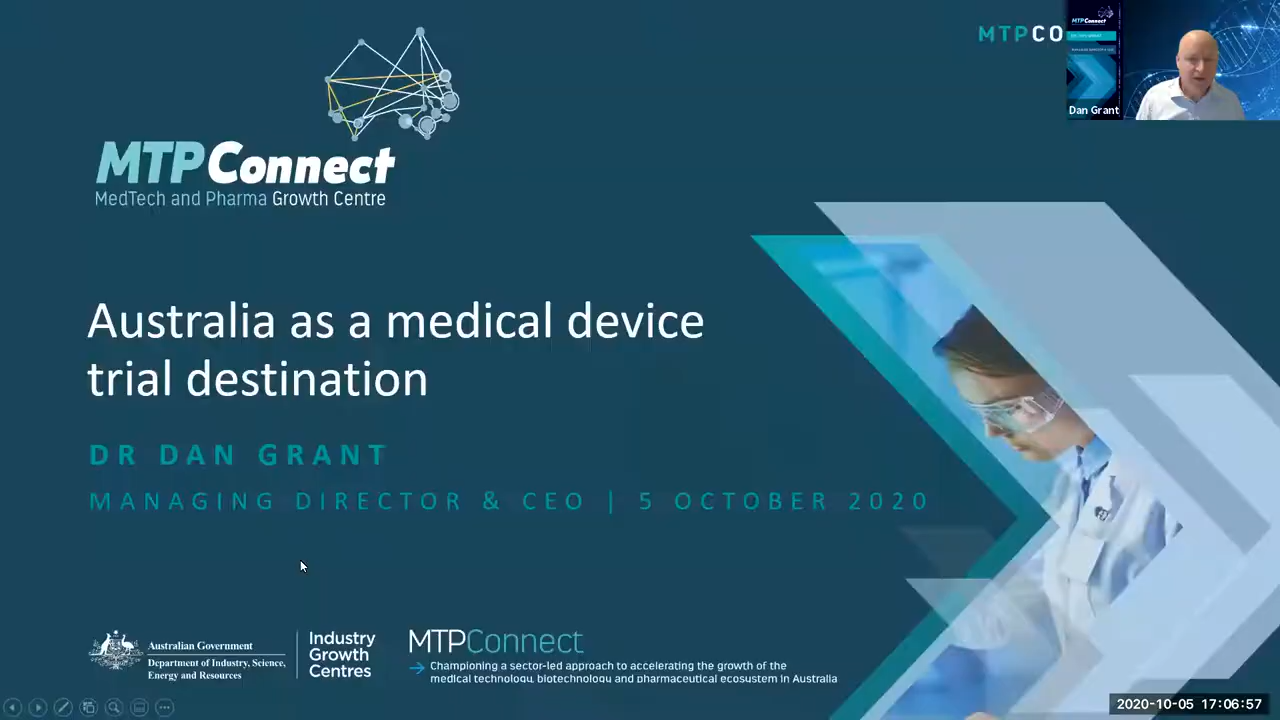 MTPConnect
MedTech and Pharma Growth Centre
MTPCO
MTPConnect
Dan Grant
Australia as a medical device
trial destination
DR DAN GRANT
MANAGING DIRECTOR & CEO | 5 OCTOBER 2020
Australian Government
Department of Industry, Science,
Energy and Resources
Industry
Growth
Centres
MTPConnect
Championing a sector-led approach to accelerating the growth of the
medical technology, biotechnology and pharmaceutical ecosystem in Australia
2020-10-05 17:06:57